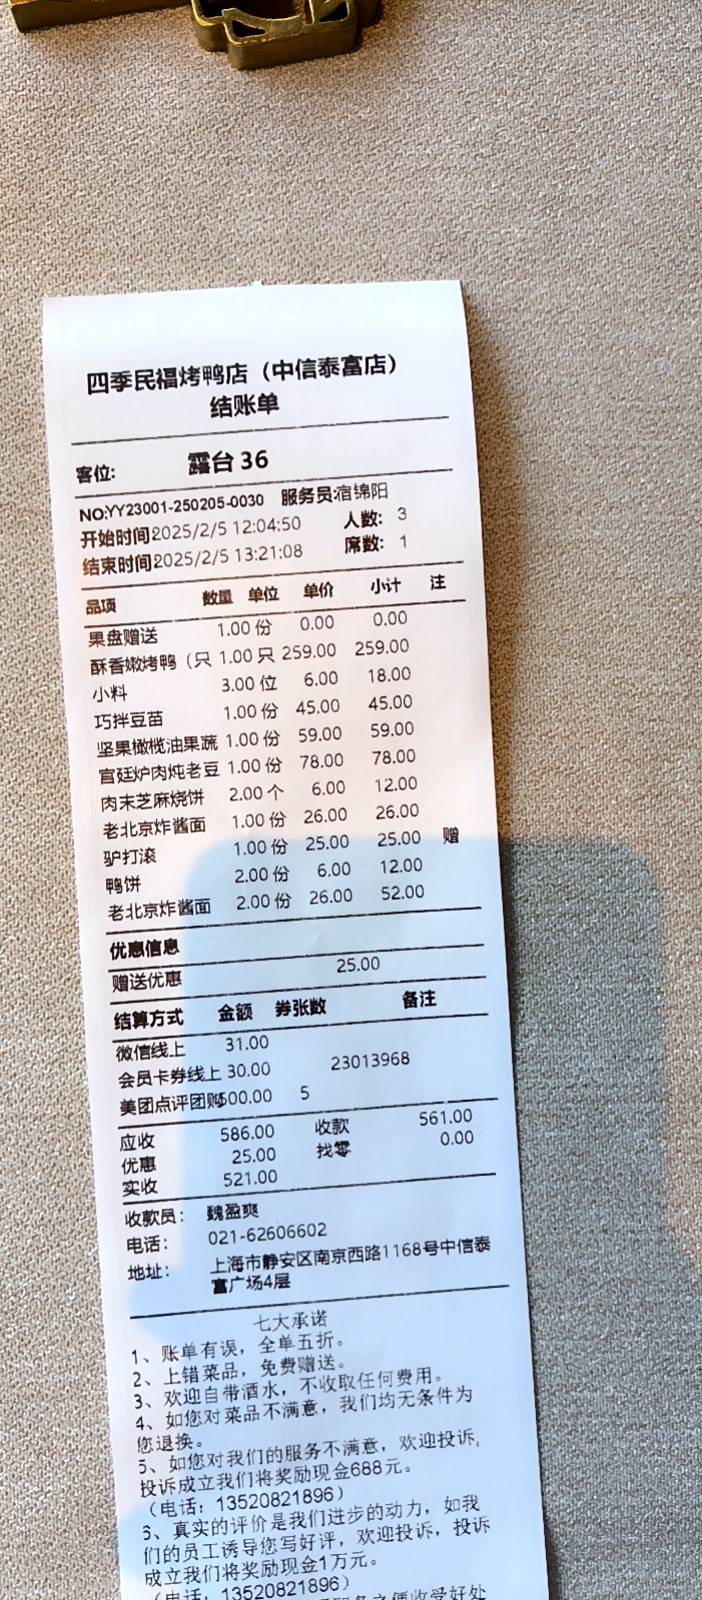 四季民福烤鸭店（中信泰富店）
结账单
客位: 露台 36
NO:YY23001-250205-0030 服务员:宿锦阳
开始时间2025/2/5 12:04:50 人数: 3
结束时间2025/2/5 13:21:08 席数: 1
品项 数量 单位 单价 小计 注
果盘赠送 1.00 份 0.00 0.00
酥香嫩烤鸭（只 1.00 只 259.00 259.00
小料 3.00 位 6.00 18.00
巧拌豆苗 1.00 份 45.00 45.00
坚果橄榄油果蔬 1.00 份 59.00 59.00
宫廷炉肉炖老豆 1.00 份 78.00 78.00
肉末芝麻烧饼 2.00 个 6.00 12.00
老北京炸酱面 1.00 份 26.00 26.00
驴打滚 1.00 份 25.00 25.00 赠
鸭饼 2.00 份 6.00 12.00
老北京炸酱面 2.00 份 26.00 52.00
优惠信息
赠送优惠 25.00
结算方式 金额 券张数 备注
微信线上 31.00
会员卡券线上 30.00 23013968
美团点评团购500.00 5
应收 586.00 收款 561.00
优惠 25.00 找零 0.00
实收 521.00
收款员: 魏盈爽
电话: 021-62606602
地址: 上海市静安区南京西路1168号中信泰
富广场4层
七大承诺
1、账单有误，全单五折。
2、上错菜品，免费赠送。
3、欢迎自带酒水，不收取任何费用。
4、如您对菜品不满意，我们均无条件为
您退换。
5、如您对我们的服务不满意，欢迎投诉,
投诉成立我们将奖励现金688元。
（电话：13520821896）
6、真实的评价是我们进步的动力，如我
们的员工诱导您写好评，欢迎投诉，投诉
成立我们将奖励现金1万元。
（电话：13520821896）
之便收受好处